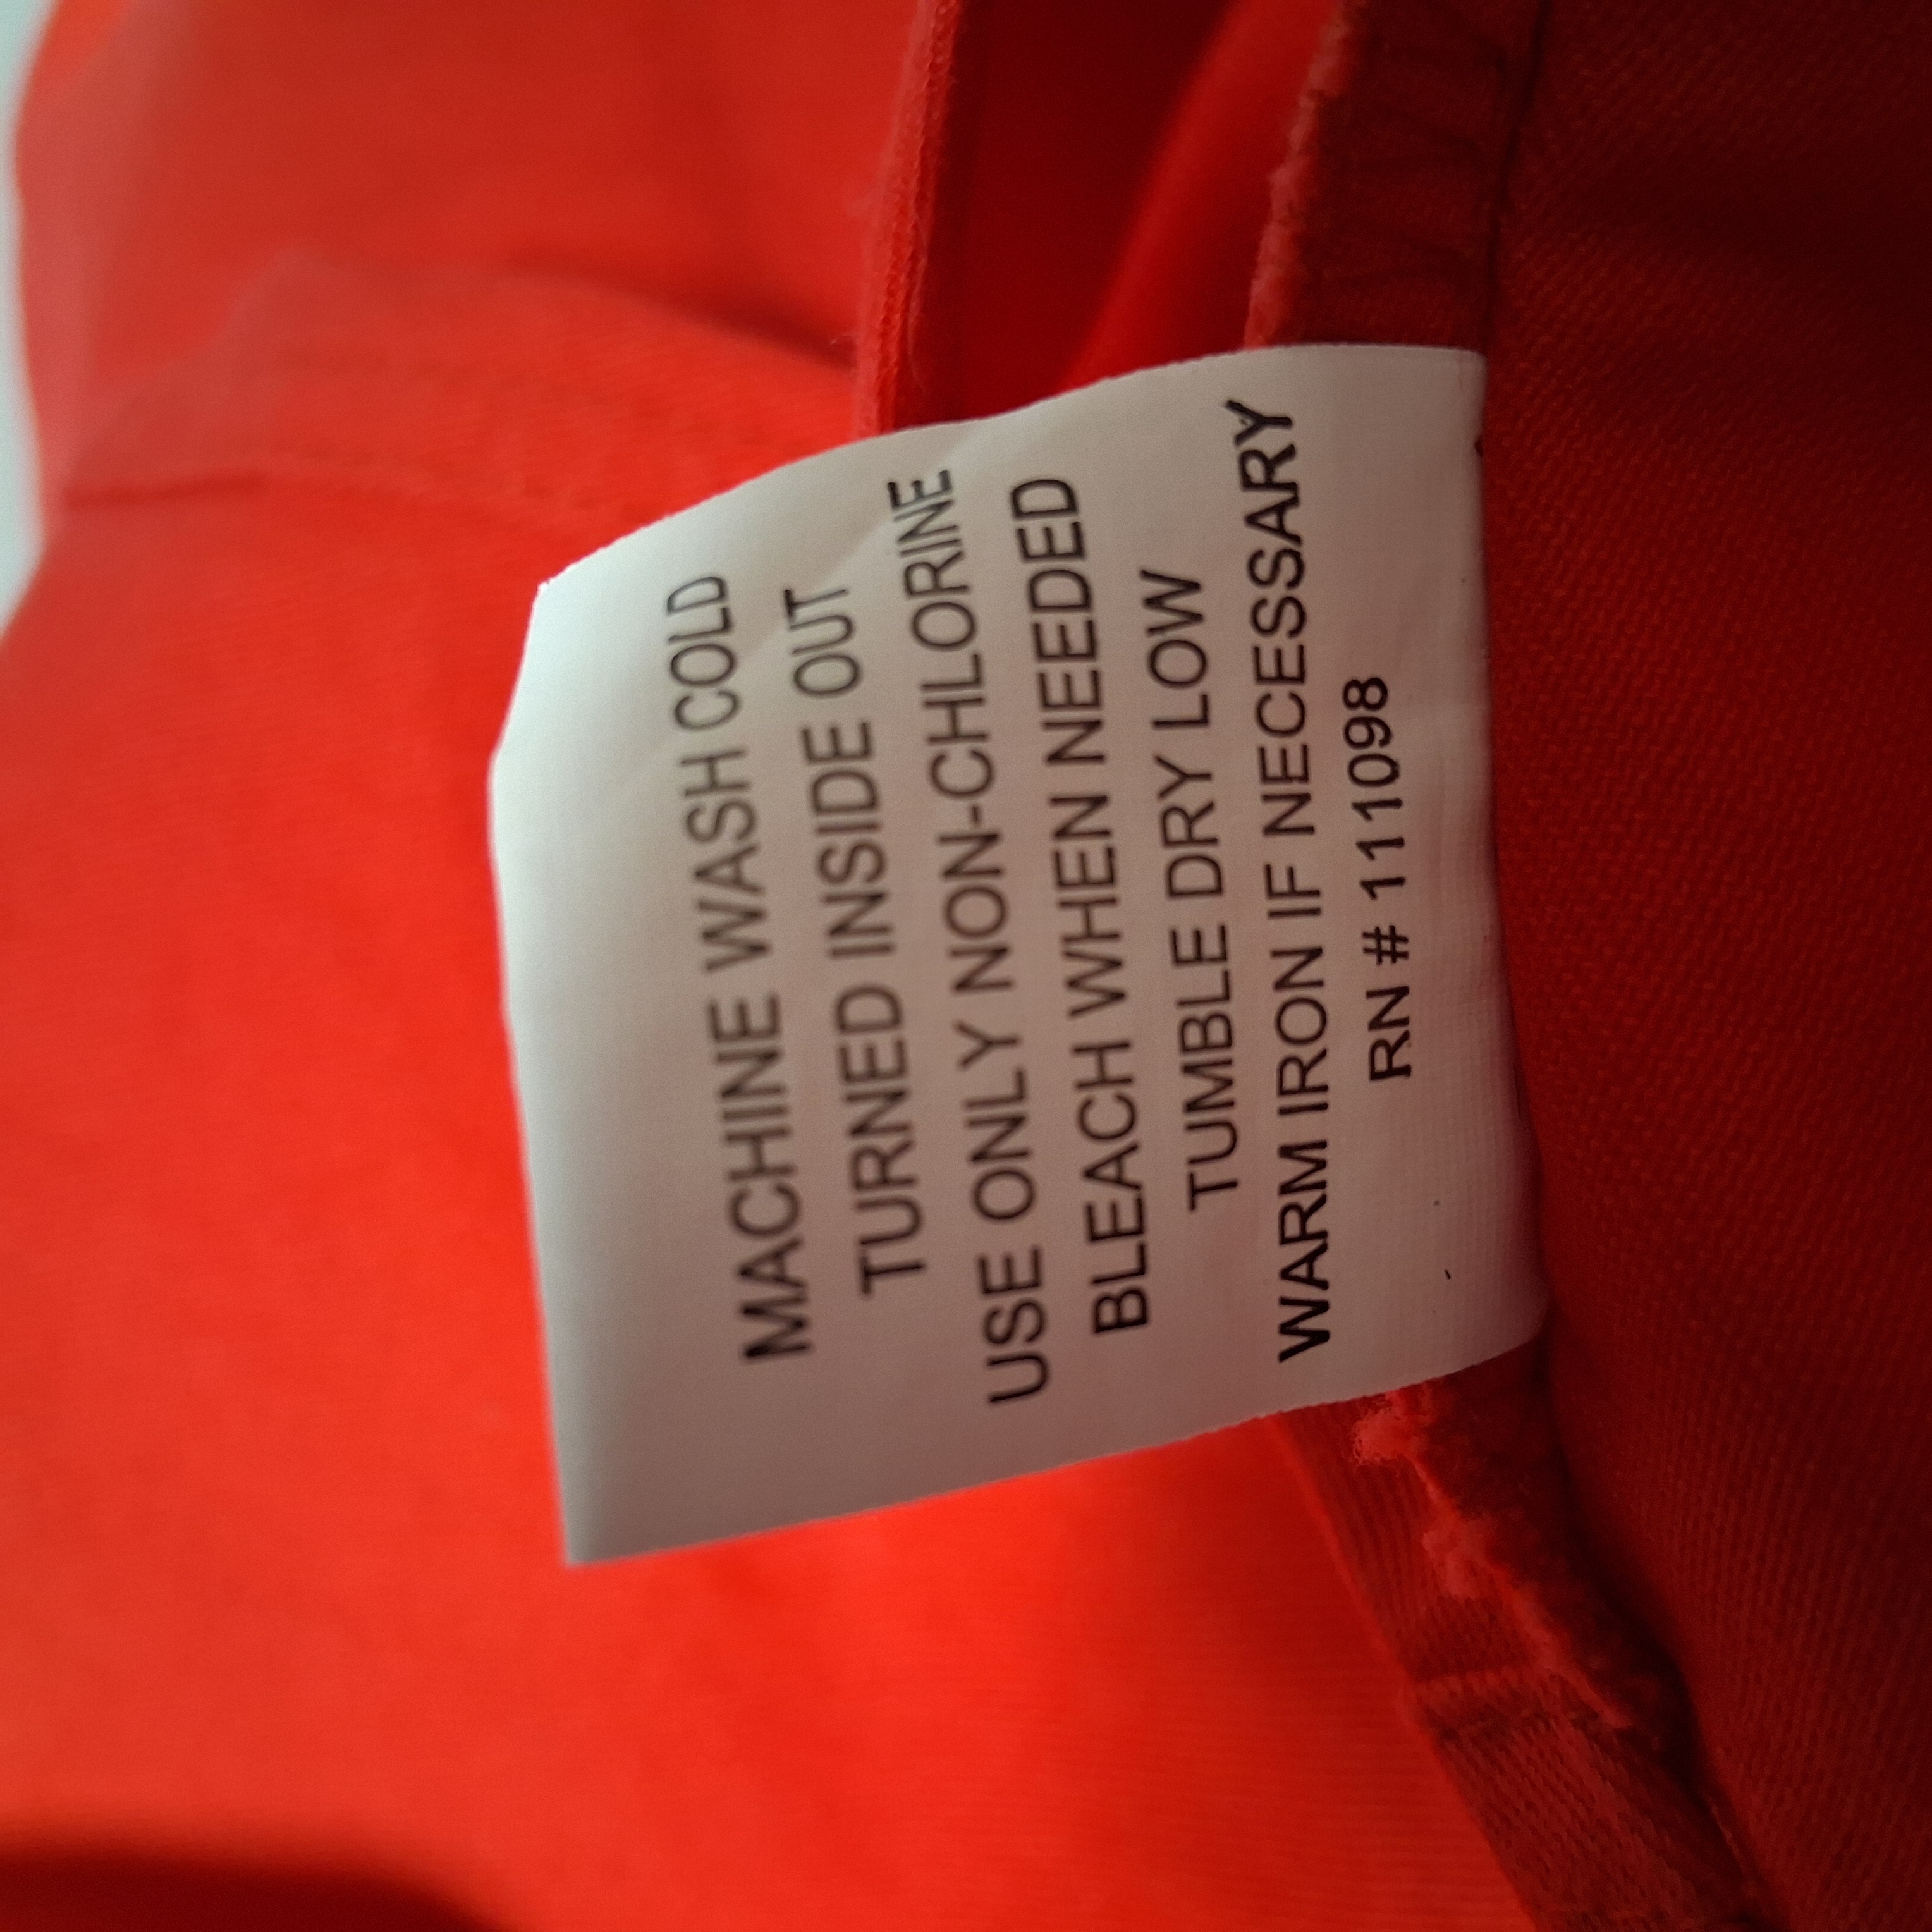 MACHINE WASH COLD
TURNED INSIDE OUT
USE ONLY NON-CHLORINE
BLEACH WHEN NEEDED
TUMBLE DRY LOW
WARM IRON IF NECESSARY
RN # 111098